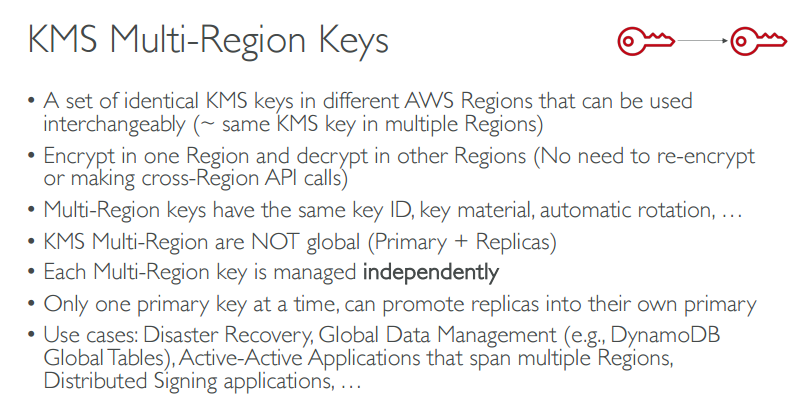 KMS Multi-Region Keys
• A set of identical KMS keys in different AWS Regions that can be used
interchangeably (~ same KMS key in multiple Regions)
• Encrypt in one Region and decrypt in other Regions (No need to re-encrypt
or making cross-Region API calls)
• Multi-Region keys have the same key ID, key material, automatic rotation, …
• KMS Multi-Region are NOT global (Primary + Replicas)
• Each Multi-Region key is managed independently
• Only one primary key at a time, can promote replicas into their own primary
• Use cases: Disaster Recovery, Global Data Management (e.g., DynamoDB
Global Tables), Active-Active Applications that span multiple Regions,
Distributed Signing applications, …